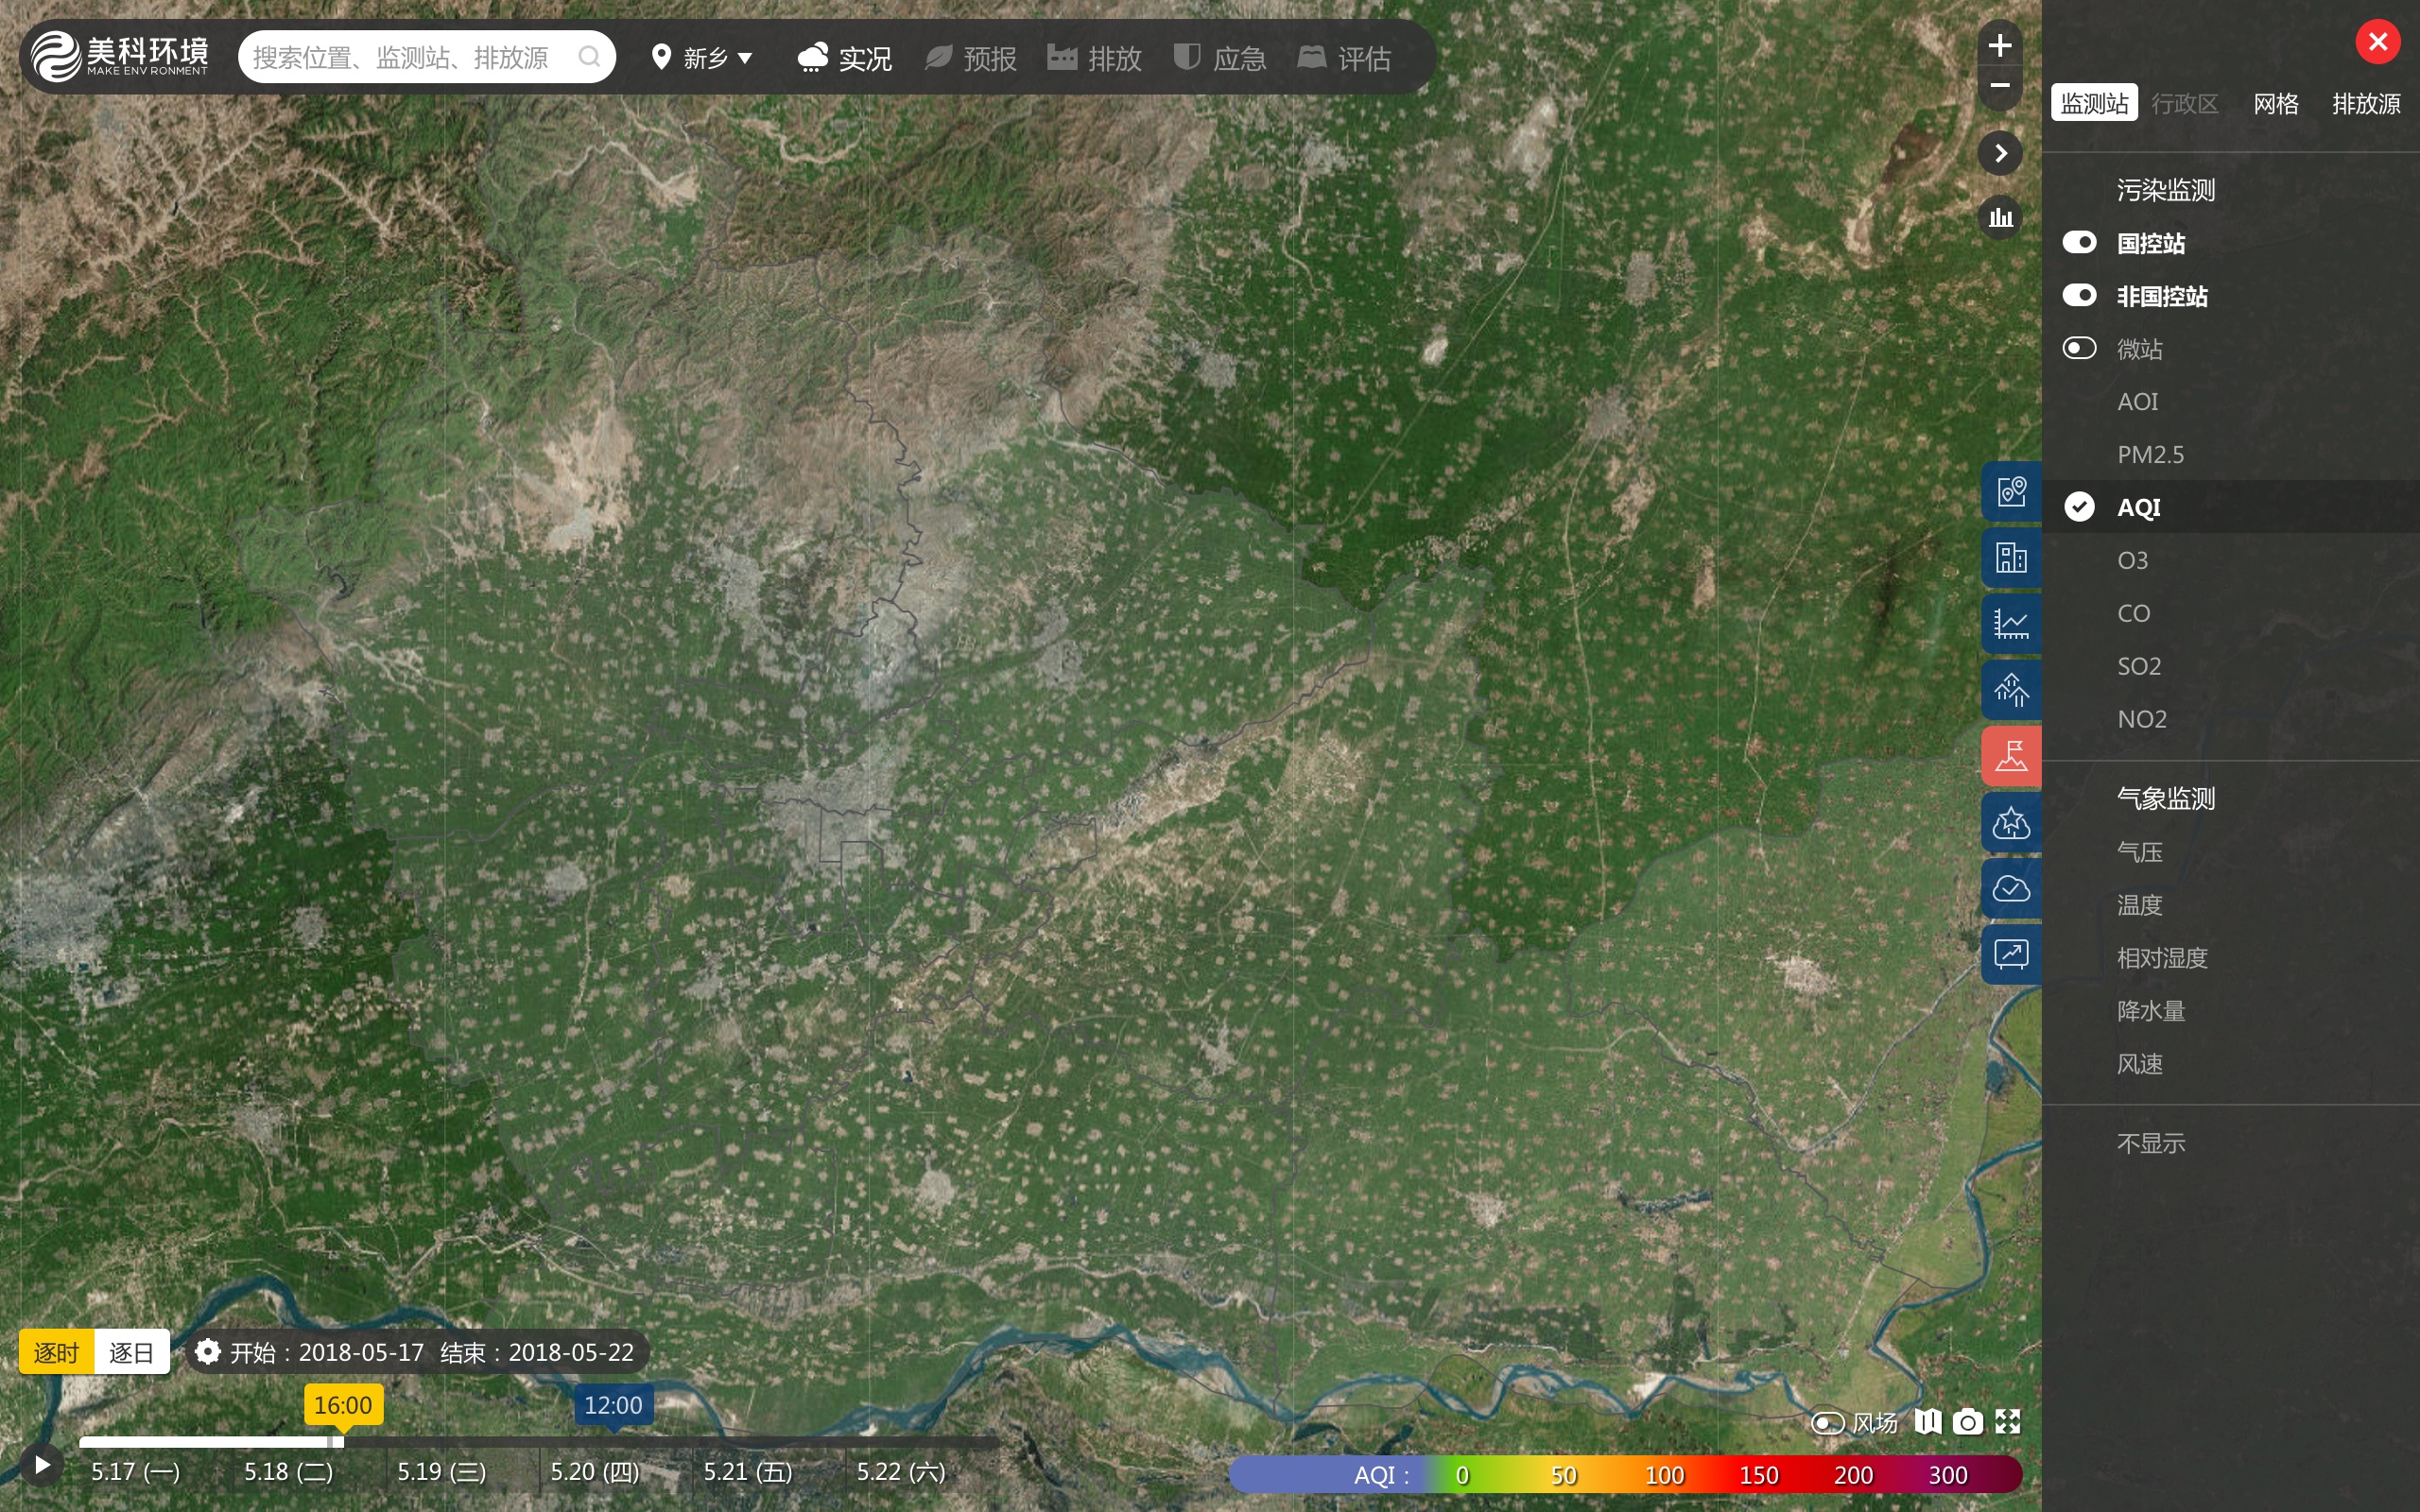 美科环境
MAKE ENV RONMENT
搜索位置、监测站、排放源
新乡
实况
预报
排放
应急
评估
监测站
行政区
网格
排放源
污染监测
国控站
非国控站
微站
AOI
PM2.5
AQI
O3
CO
SO2
NO2
气象监测
气压
温度
相对湿度
降水量
风速
不显示
逐时
逐日
开始：2018-05-17 结束：2018-05-22
16:00
12:00
5.17 (一)
5.18 (二)
5.19 (三)
5.20 (四)
5.21 (五)
5.22 (六)
风场
AQI：
0
50
100
150
200
300